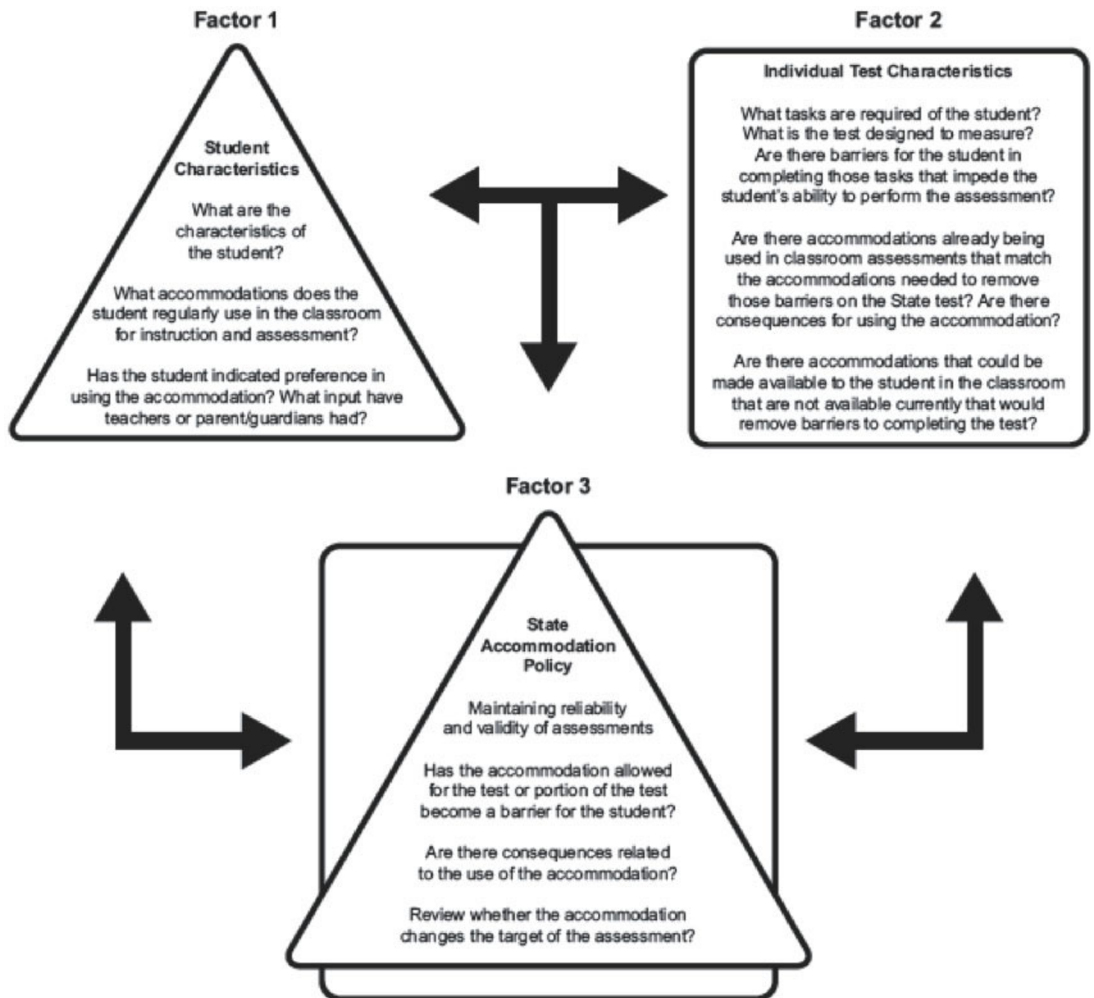 Factor 1
Student
Characteristics
What are the
characteristics of
the student?
What accommodations does the
student regularly use in the classroom
for instruction and assessment?
Has the student indicated preference in
using the accommodation? What input have
teachers or parent/guardians had?
Factor 2
Individual Test Characteristics
What tasks are required of the student?
What is the test designed to measure?
Are there barriers for the student in
completing those tasks that impede the
student's ability to perform the assessment?
Are there accommodations already being
used in classroom assessments that match
the accommodations needed to remove
those barriers on the State test? Are there
consequences for using the accommodation?
Are there accommodations that could be
made available to the student in the classroom
that are not available currently that would
remove barriers to completing the test?
Factor 3
State
Accommodation
Policy
Maintaining reliability
and validity of assessments
Has the accommodation allowed
for the test or portion of the test
become a barrier for the student?
Are there consequences related
to the use of the accommodation?
Review whether the accommodation
changes the target of the assessment?